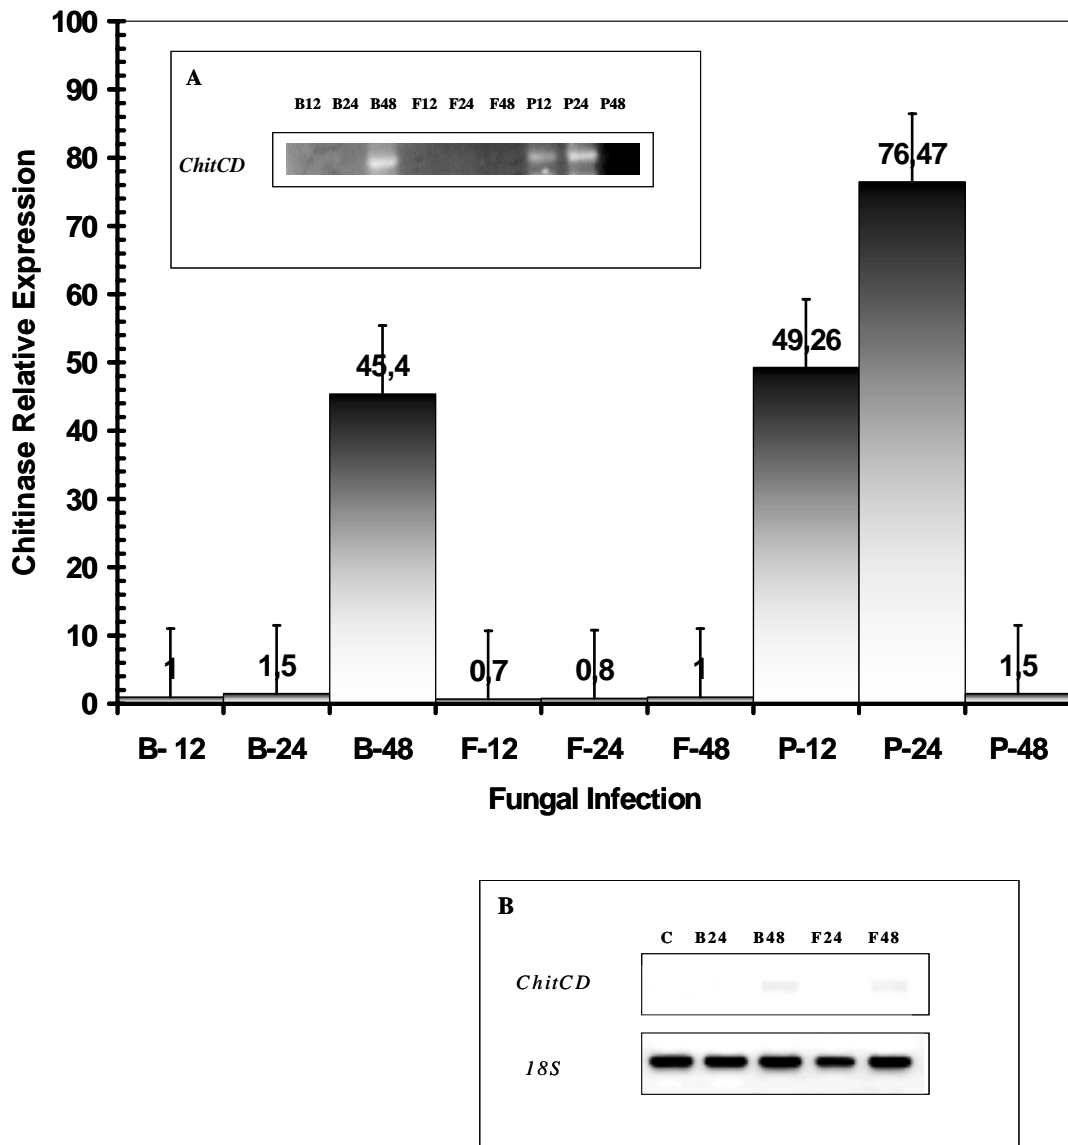 100
90
80
70
60
50
40
30
20
10
0
Chitinase Relative Expression
A
B12 B24 B48 F12 F24 F48 P12 P24 P48
ChitCD
1
1,5
45,4
0,7
0,8
1
49,26
76,47
1,5
B- 12 B-24 B-48 F-12 F-24 F-48 P-12 P-24 P-48
Fungal Infection
B
C B24 B48 F24 F48
ChitCD
18S